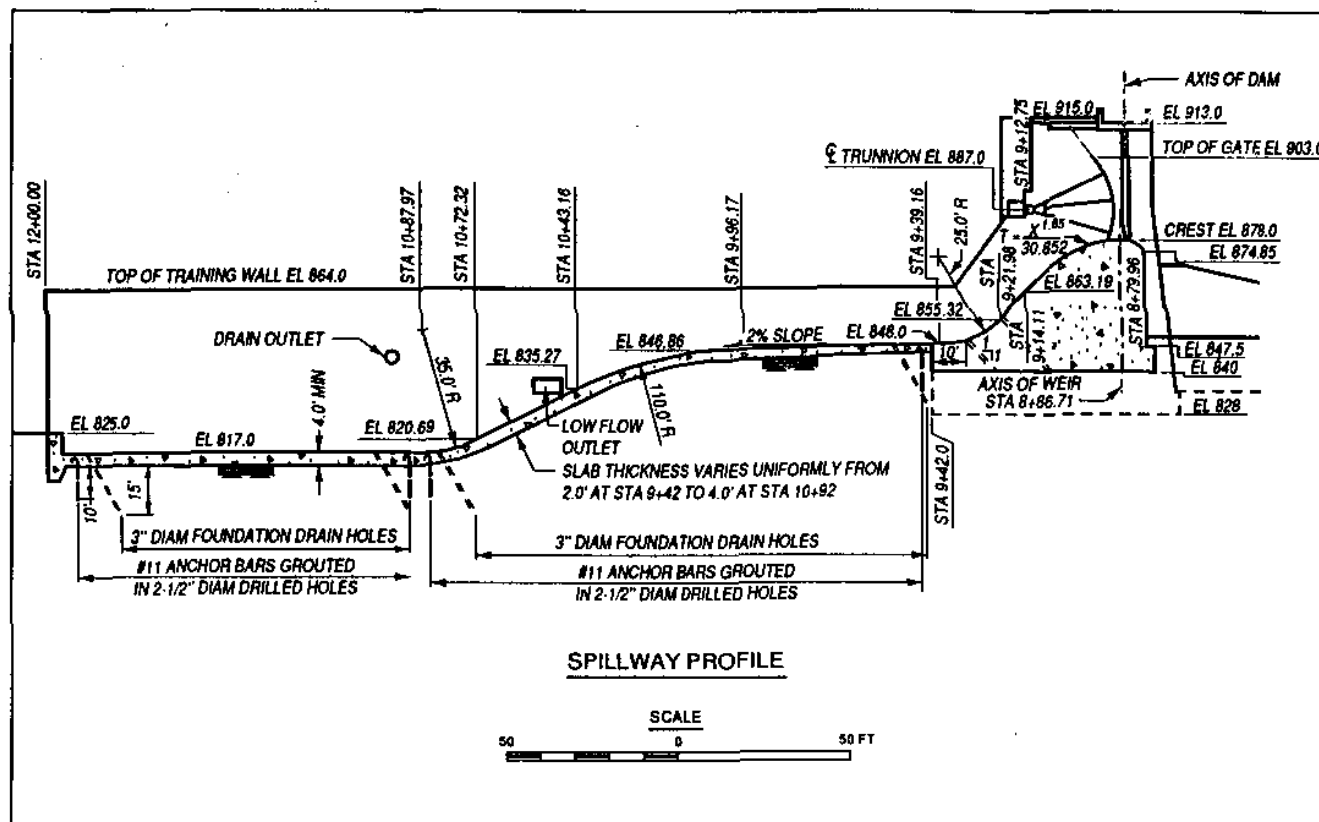 AXIS OF DAM
EL 915.0
EL 913.0
STA 9+12.75
TOP OF GATE EL 903.0
℄ TRUNNION EL 887.0
STA 12+00.00
STA 10+87.97
STA 10+72.32
STA 10+43.16
STA 9+96.17
STA 9+39.16
25.0' R
X^1.85
30.852
CREST EL 878.0
EL 874.85
TOP OF TRAINING WALL EL 864.0
STA 9+21.98
EL 863.19
STA 8+79.96
EL 855.32
STA 9+14.11
DRAIN OUTLET
35.0' R
EL 835.27
EL 846.86
2% SLOPE
EL 848.0
10'
1
1
EL 847.5
EL 840
AXIS OF WEIR
STA 8+86.71
EL 828
EL 825.0
EL 817.0
4.0' MIN
EL 820.69
LOW FLOW
OUTLET
110.0' R
SLAB THICKNESS VARIES UNIFORMLY FROM
2.0' AT STA 9+42 TO 4.0' AT STA 10+92
STA 9+42.0
10'
15'
3" DIAM FOUNDATION DRAIN HOLES
#11 ANCHOR BARS GROUTED
IN 2-1/2" DIAM DRILLED HOLES
3" DIAM FOUNDATION DRAIN HOLES
#11 ANCHOR BARS GROUTED
IN 2-1/2" DIAM DRILLED HOLES
SPILLWAY PROFILE
SCALE
50 0 50 FT